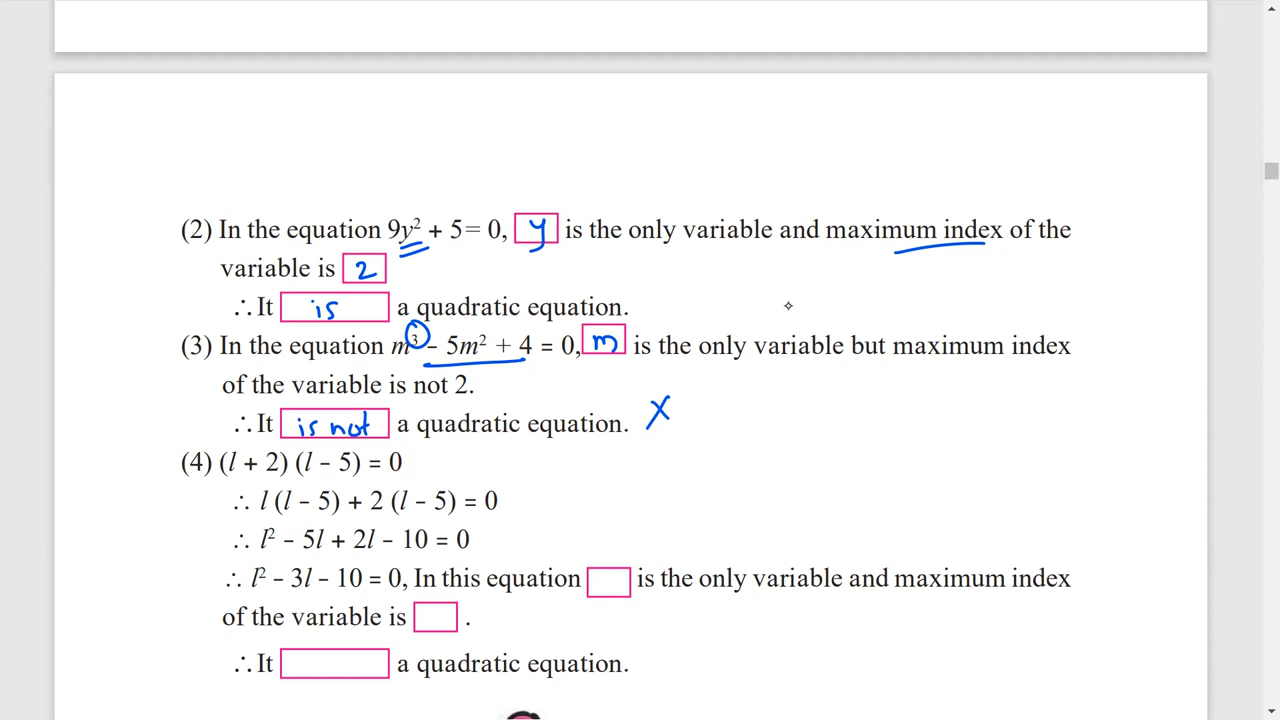 (2) In the equation 9y² + 5 = 0, y is the only variable and maximum index of the
variable is 2
∴ It is a quadratic equation.
(3) In the equation m³ – 5m² + 4 = 0, m is the only variable but maximum index
of the variable is not 2.
∴ It is not a quadratic equation. X
(4) (l + 2) (l – 5) = 0
∴ l (l – 5) + 2 (l – 5) = 0
∴ l² – 5l + 2l – 10 = 0
∴ l² – 3l – 10 = 0, In this equation is the only variable and maximum index
of the variable is .
∴ It a quadratic equation.